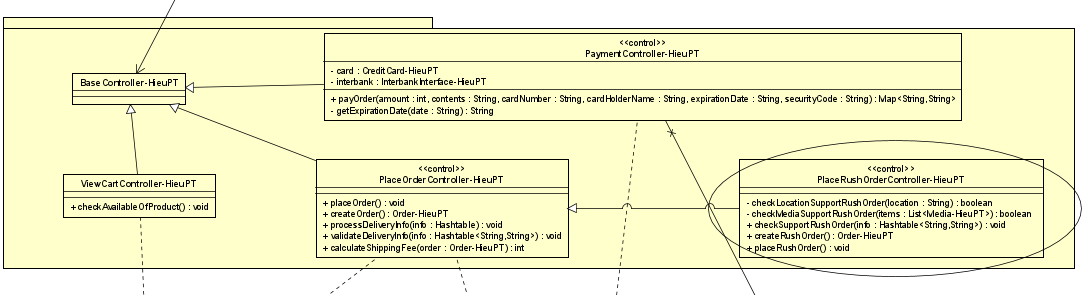 <<control>>
PaymentController-HieuPT
- card : CreditCard-HieuPT
- interbank : InterbankInterface-HieuPT
+ payOrder(amount : int, contents : String, cardNumber : String, cardHolderName : String, expirationDate : String, securityCode : String) : Map<String,String>
- getExpirationDate(date : String) : String
BaseController-HieuPT
ViewCartController-HieuPT
+ checkAvailableOfProduct() : void
<<control>>
PlaceOrderController-HieuPT
+ placeOrder() : void
+ createOrder() : Order-HieuPT
+ processDeliveryInfo(info : Hashtable) : void
+ validateDeliveryInfo(info : Hashtable<String,String>) : void
+ calculateShippingFee(order : Order-HieuPT) : int
<<control>>
PlaceRushOrderController-HieuPT
- checkLocationSupportRushOrder(location : String) : boolean
- checkMediaSupportRushOrder(items : List<Media-HieuPT>) : boolean
+ checkSupportRushOrder(info : Hashtable<String,String>) : void
+ createRushOrder() : Order-HieuPT
+ placeRushOrder() : void